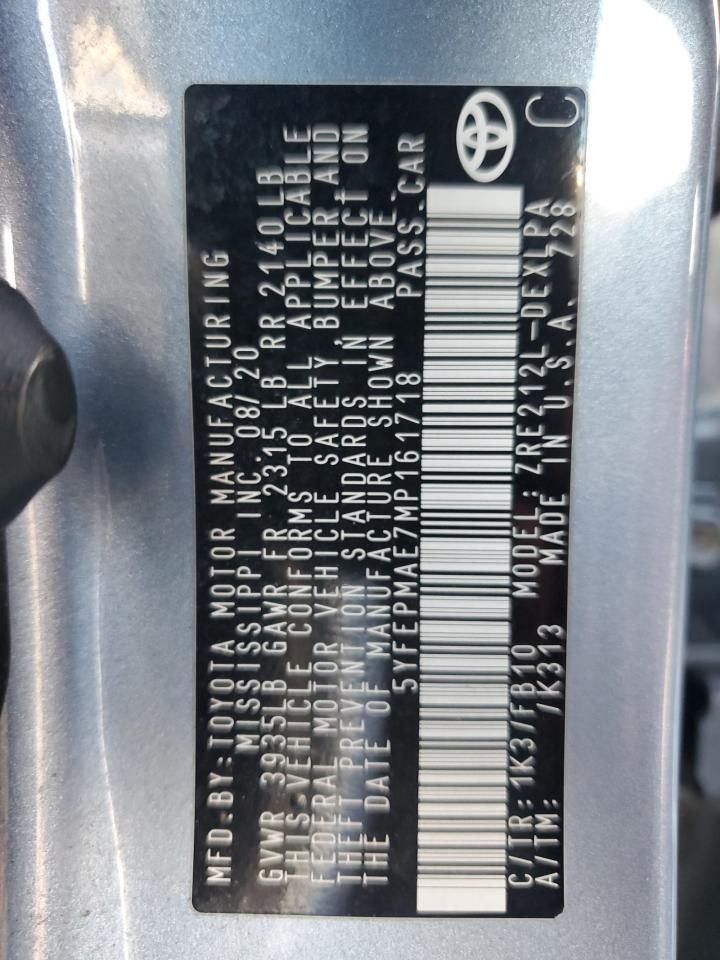 MFD.BY:TOYOTA MOTOR MANUFACTURING
MISSISSIPPI INC. 08/20
GVWR 3935LB GAWR FR 2315 LB RR 2140LB
THIS VEHICLE CONFORMS TO ALL APPLICABLE
FEDERAL MOTOR VEHICLE SAFETY, BUMPER AND
THEFT PREVENTION STANDARDS IN EFFECT ON
THE DATE OF MANUFACTURE SHOWN ABOVE.
5YFEPMAE7MP161718 PASS.CAR
C/TR: 1K3/FB10 MODEL: ZRE212L-DEXLPA
A/TM: /K313 MADE IN U.S.A. 728
C